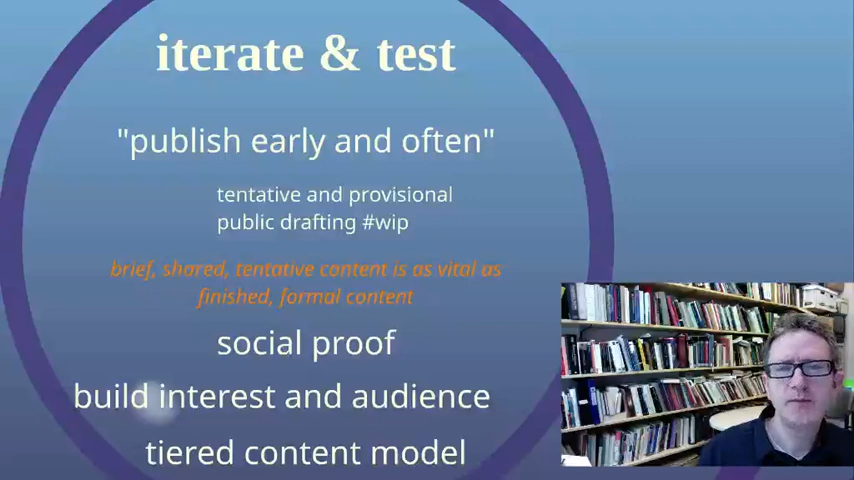 iterate & test
"publish early and often"
tentative and provisional
public drafting #wip
brief, shared, tentative content is as vital as
finished, formal content
social proof
build interest and audience
tiered content model